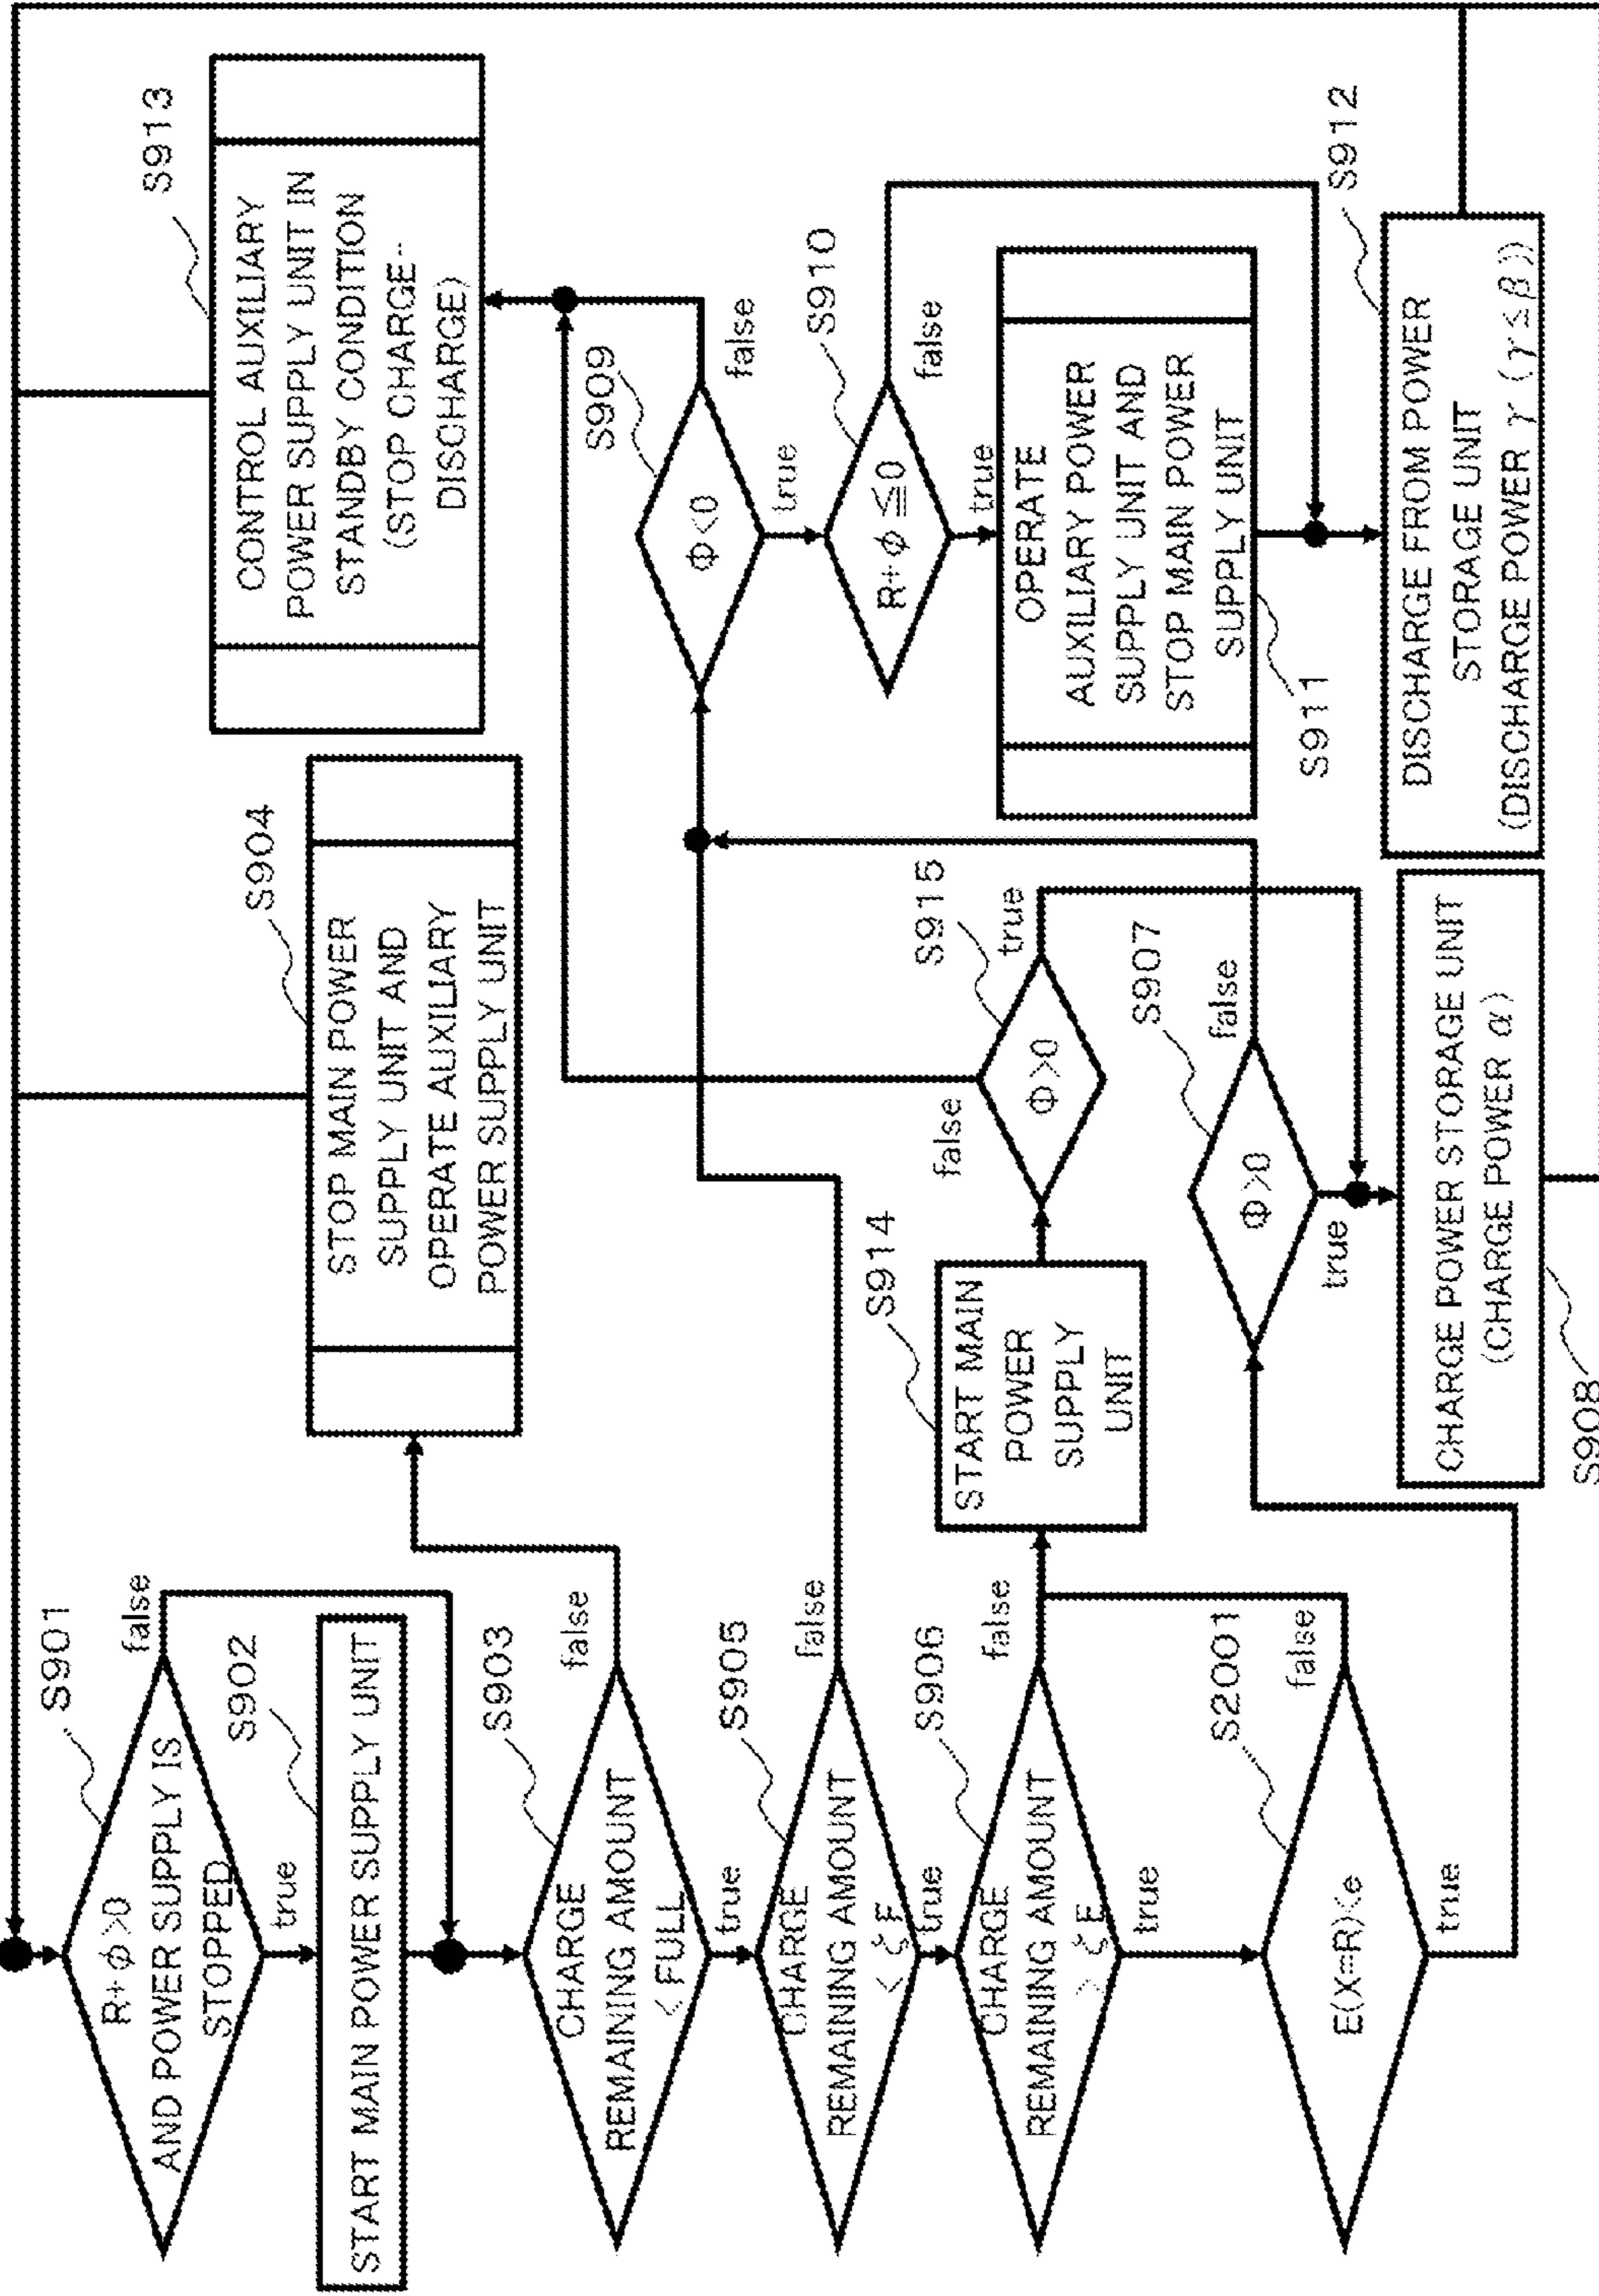 S901
R+ϕ>0
AND POWER SUPPLY IS
STOPPED
false
true
S902
START MAIN POWER SUPPLY UNIT
S903
CHARGE
REMAINING AMOUNT
< FULL
false
true
S904
STOP MAIN POWER
SUPPLY UNIT AND
OPERATE AUXILIARY
POWER SUPPLY UNIT
S905
CHARGE
REMAINING AMOUNT
< ζF
false
true
S906
CHARGE
REMAINING AMOUNT
> ζE
false
true
S2001
E(X=R)<e
false
true
S914
START MAIN
POWER
SUPPLY
UNIT
S915
Φ>0
false
true
S907
Φ>0
false
true
S908
CHARGE POWER STORAGE UNIT
(CHARGE POWER α)
S913
CONTROL AUXILIARY
POWER SUPPLY UNIT IN
STANDBY CONDITION
(STOP CHARGE-
DISCHARGE)
S909
Φ<0
false
true
S910
R+ϕ≦0
false
true
OPERATE
AUXILIARY POWER
SUPPLY UNIT AND
STOP MAIN POWER
SUPPLY UNIT
S911
S912
DISCHARGE FROM POWER
STORAGE UNIT
(DISCHARGE POWER γ (γ≤β))